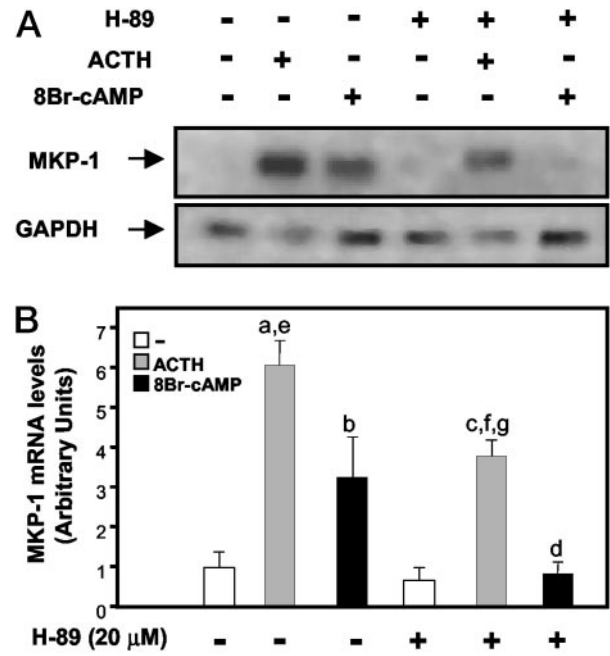 A
H-89 - - - + + +
ACTH - + - - + -
8Br-cAMP - - + - - +
MKP-1
GAPDH
B
MKP-1 mRNA levels
(Arbitrary Units)
7
6
5
4
3
2
1
0
-
ACTH
8Br-cAMP
a,e
b
c,f,g
d
H-89 (20 µM) - - - + + +